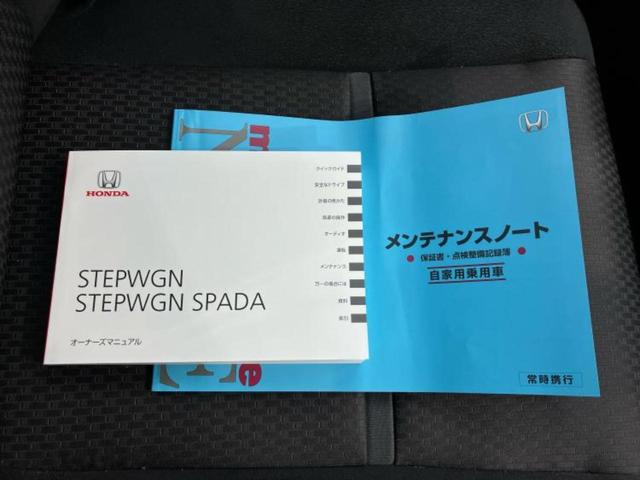 HONDA
STEPWGN
STEPWGN SPADA
オーナーズマニュアル
クイックガイド
安全なドライブ
計器の見かた
各部の操作
オーディオ
運転
メンテナンス
万一の場合には
資料
索引
メンテナンスノート
保証書・点検整備記録簿
自家用乗用車
常時携行